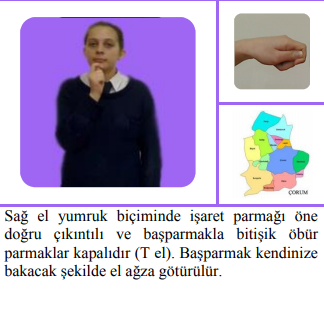 ÇORUM
Sağ el yumruk biçiminde işaret parmağı öne
doğru çıkıntılı ve başparmakla bitişik öbür
parmaklar kapalıdır (T el). Başparmak kendinize
bakacak şekilde el ağza götürülür.